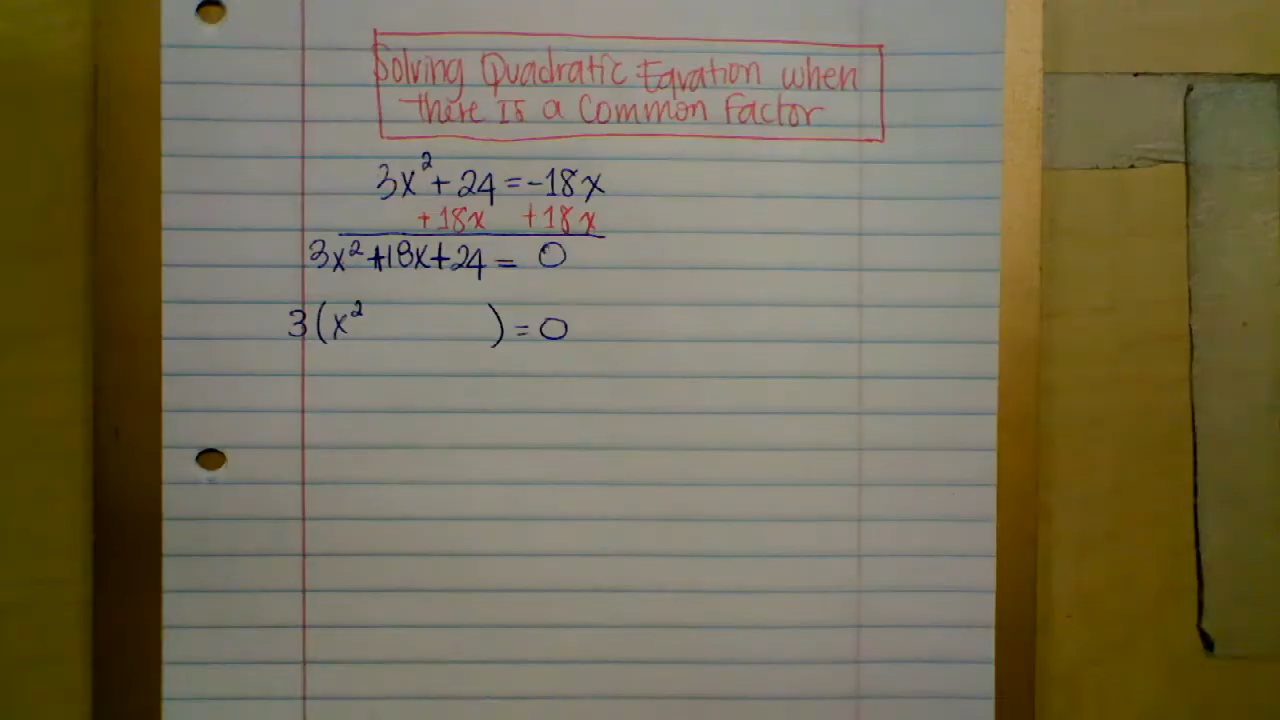 Solving Quadratic Equation when
there Is a Common Factor
3x² + 24 = -18x
+18x +18x
3x² +18x+24 = 0
3(x² ) = 0